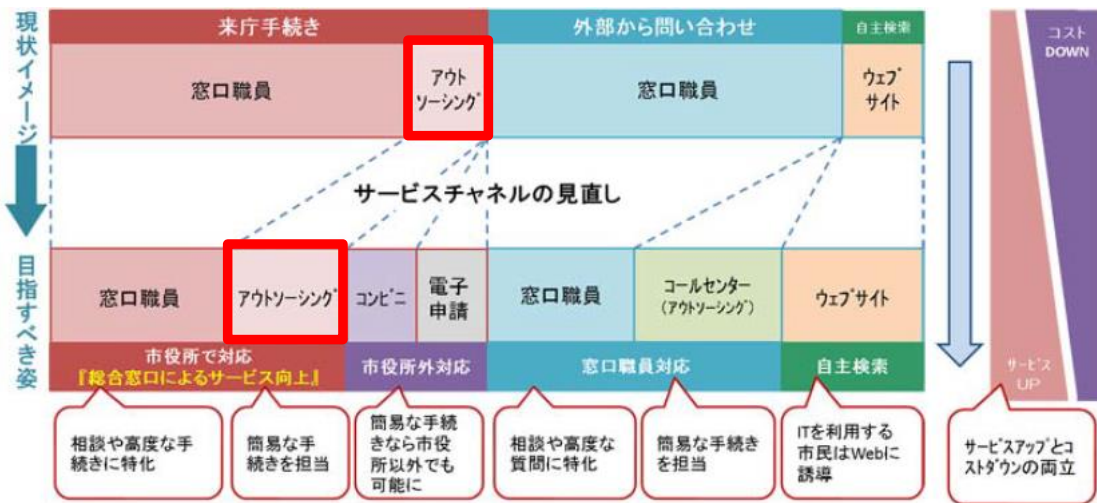 現状イメージ
来庁手続き
外部から問い合わせ
自主検索
窓口職員
アウト
ソーシング
窓口職員
ウェブ
サイト
コスト
DOWN
サービスチャネルの見直し
目指すべき姿
窓口職員
アウトソーシング
コンビニ
電子
申請
窓口職員
コールセンター
(アウトソーシング)
ウェブサイト
市役所で対応
『総合窓口によるサービス向上』
市役所外対応
窓口職員対応
自主検索
サービス
UP
相談や高度な手
続きに特化
簡易な手
続きを担当
簡易な手続
きなら市役
所以外でも
可能に
相談や高度な
質問に特化
簡易な手続き
を担当
ITを利用する
市民はWebに
誘導
サービスアップとコ
ストダウンの両立